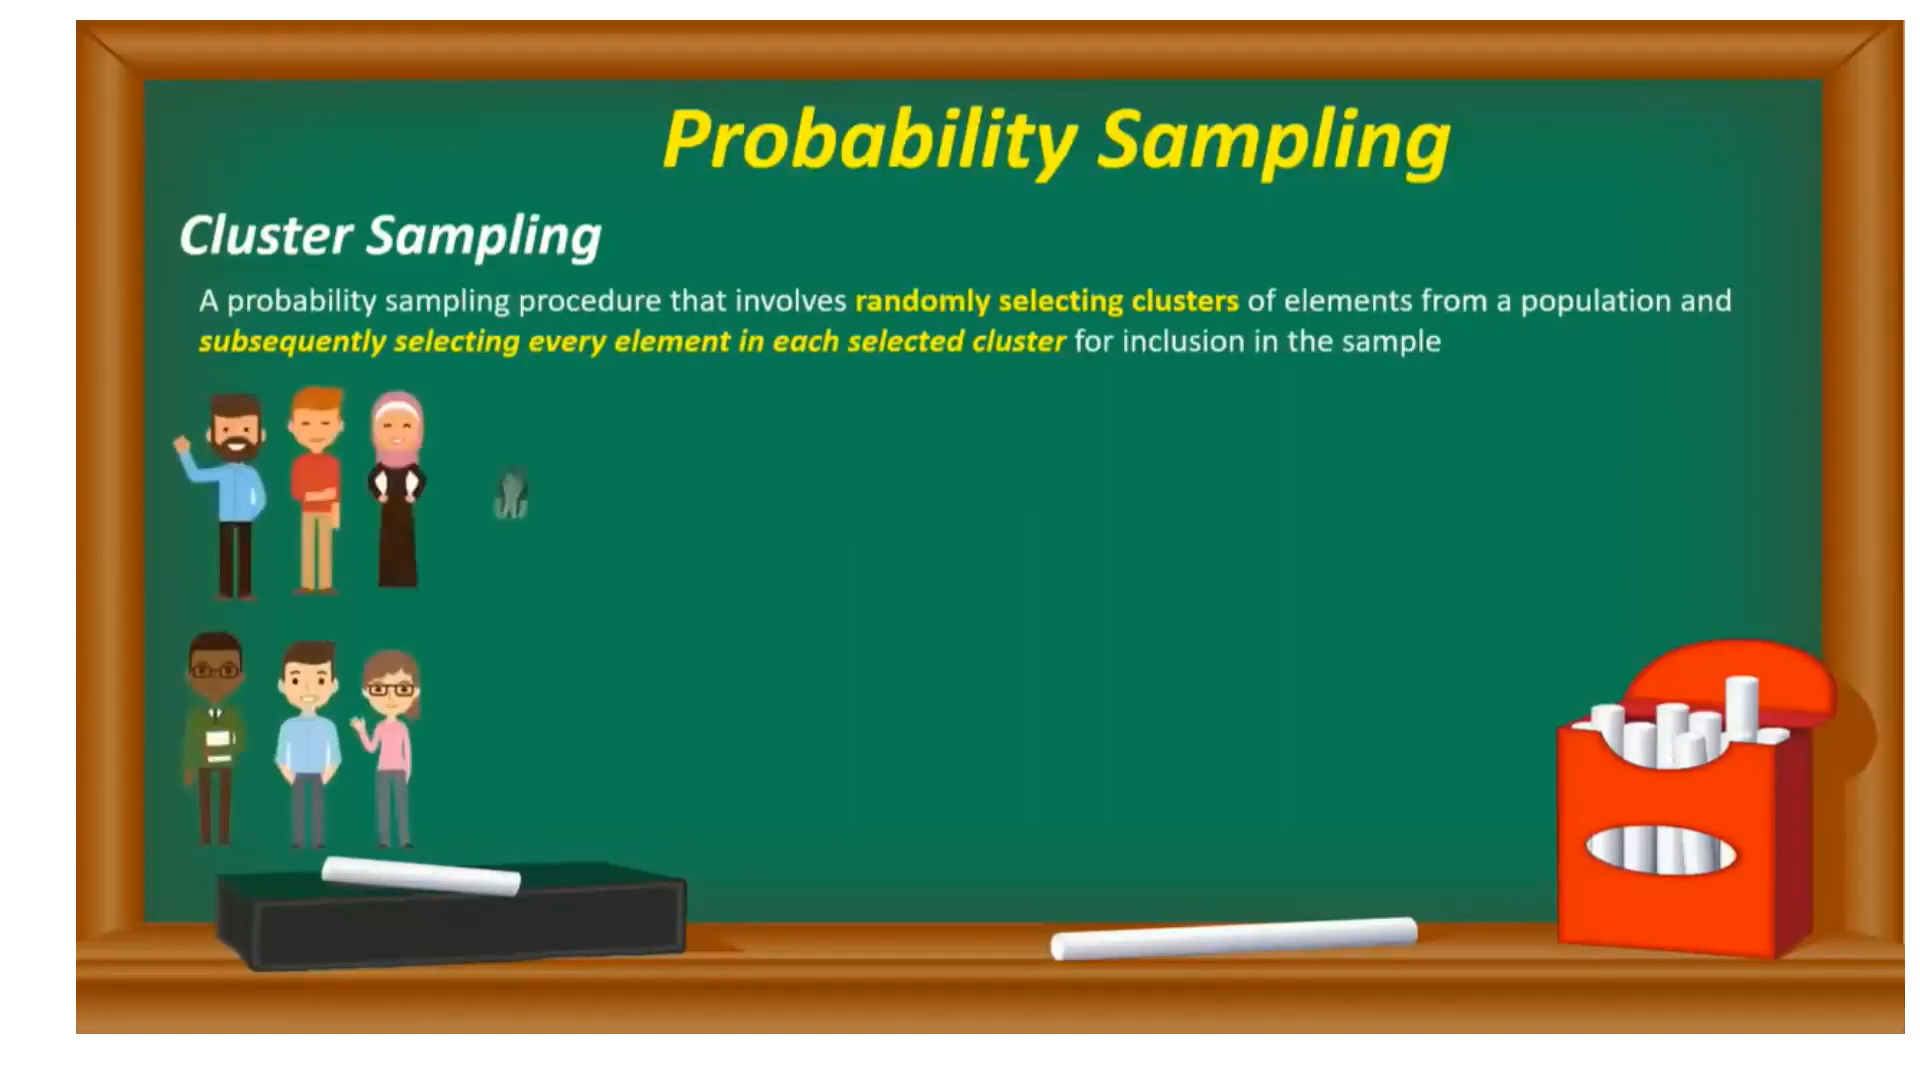 Probability Sampling
Cluster Sampling
A probability sampling procedure that involves randomly selecting clusters of elements from a population and
subsequently selecting every element in each selected cluster for inclusion in the sample